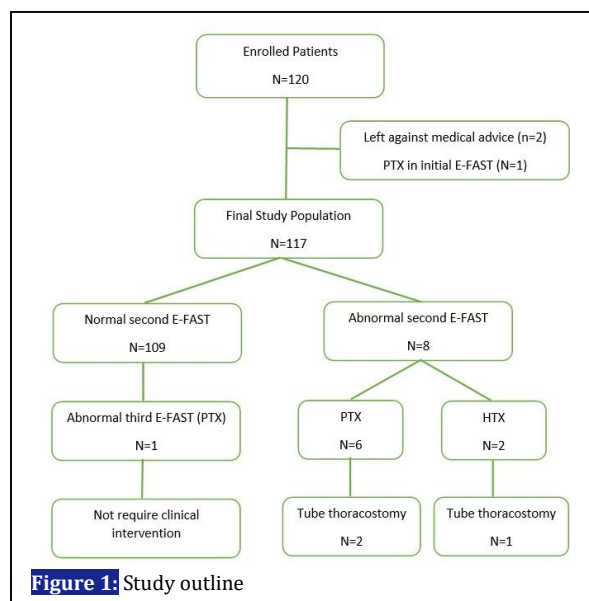 Enrolled Patients
N=120
Left against medical advice (n=2)
PTX in initial E-FAST (N=1)
Final Study Population
N=117
Normal second E-FAST
N=109
Abnormal second E-FAST
N=8
Abnormal third E-FAST (PTX)
N=1
PTX
N=6
HTX
N=2
Not require clinical
intervention
Tube thoracostomy
N=2
Tube thoracostomy
N=1
Figure 1: Study outline